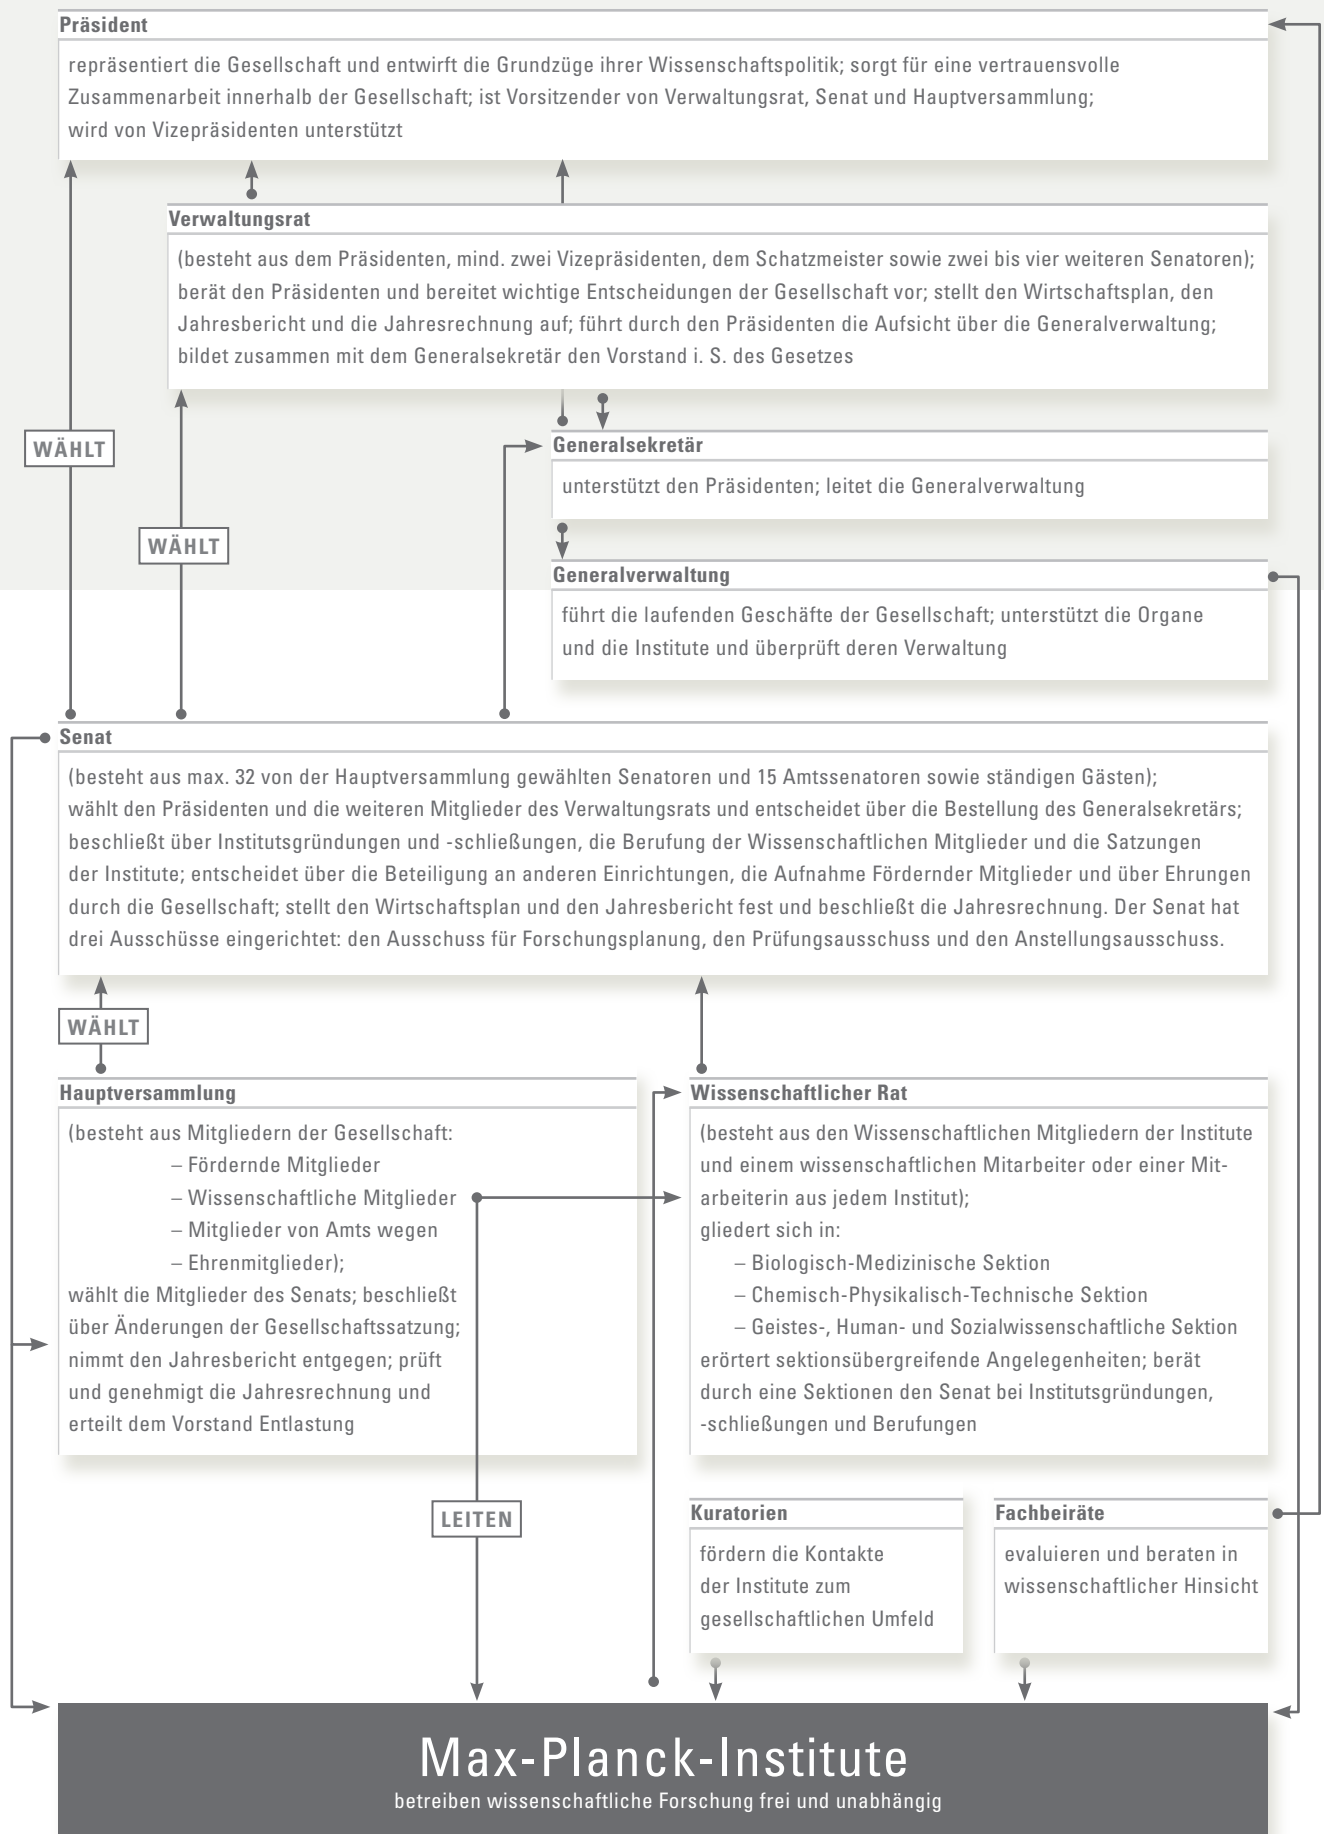 Präsident
repräsentiert die Gesellschaft und entwirft die Grundzüge ihrer Wissenschaftspolitik; sorgt für eine vertrauensvolle
Zusammenarbeit innerhalb der Gesellschaft; ist Vorsitzender von Verwaltungsrat, Senat und Hauptversammlung;
wird von Vizepräsidenten unterstützt
Verwaltungsrat
(besteht aus dem Präsidenten, mind. zwei Vizepräsidenten, dem Schatzmeister sowie zwei bis vier weiteren Senatoren);
berät den Präsidenten und bereitet wichtige Entscheidungen der Gesellschaft vor; stellt den Wirtschaftsplan, den
Jahresbericht und die Jahresrechnung auf; führt durch den Präsidenten die Aufsicht über die Generalverwaltung;
bildet zusammen mit dem Generalsekretär den Vorstand i. S. des Gesetzes
WÄHLT
Generalsekretär
unterstützt den Präsidenten; leitet die Generalverwaltung
WÄHLT
Generalverwaltung
führt die laufenden Geschäfte der Gesellschaft; unterstützt die Organe
und die Institute und überprüft deren Verwaltung
Senat
(besteht aus max. 32 von der Hauptversammlung gewählten Senatoren und 15 Amtssenatoren sowie ständigen Gästen);
wählt den Präsidenten und die weiteren Mitglieder des Verwaltungsrats und entscheidet über die Bestellung des Generalsekretärs;
beschließt über Institutsgründungen und -schließungen, die Berufung der Wissenschaftlichen Mitglieder und die Satzungen
der Institute; entscheidet über die Beteiligung an anderen Einrichtungen, die Aufnahme Fördernder Mitglieder und über Ehrungen
durch die Gesellschaft; stellt den Wirtschaftsplan und den Jahresbericht fest und beschließt die Jahresrechnung. Der Senat hat
drei Ausschüsse eingerichtet: den Ausschuss für Forschungsplanung, den Prüfungsausschuss und den Anstellungsausschuss.
WÄHLT
Hauptversammlung
(besteht aus Mitgliedern der Gesellschaft:
– Fördernde Mitglieder
– Wissenschaftliche Mitglieder
– Mitglieder von Amts wegen
– Ehrenmitglieder);
wählt die Mitglieder des Senats; beschließt
über Änderungen der Gesellschaftssatzung;
nimmt den Jahresbericht entgegen; prüft
und genehmigt die Jahresrechnung und
erteilt dem Vorstand Entlastung
Wissenschaftlicher Rat
(besteht aus den Wissenschaftlichen Mitgliedern der Institute
und einem wissenschaftlichen Mitarbeiter oder einer Mit-
arbeiterin aus jedem Institut);
gliedert sich in:
– Biologisch-Medizinische Sektion
– Chemisch-Physikalisch-Technische Sektion
– Geistes-, Human- und Sozialwissenschaftliche Sektion
erörtert sektionsübergreifende Angelegenheiten; berät
durch eine Sektionen den Senat bei Institutsgründungen,
-schließungen und Berufungen
LEITEN
Kuratorien
fördern die Kontakte
der Institute zum
gesellschaftlichen Umfeld
Fachbeiräte
evaluieren und beraten in
wissenschaftlicher Hinsicht
Max-Planck-Institute
betreiben wissenschaftliche Forschung frei und unabhängig